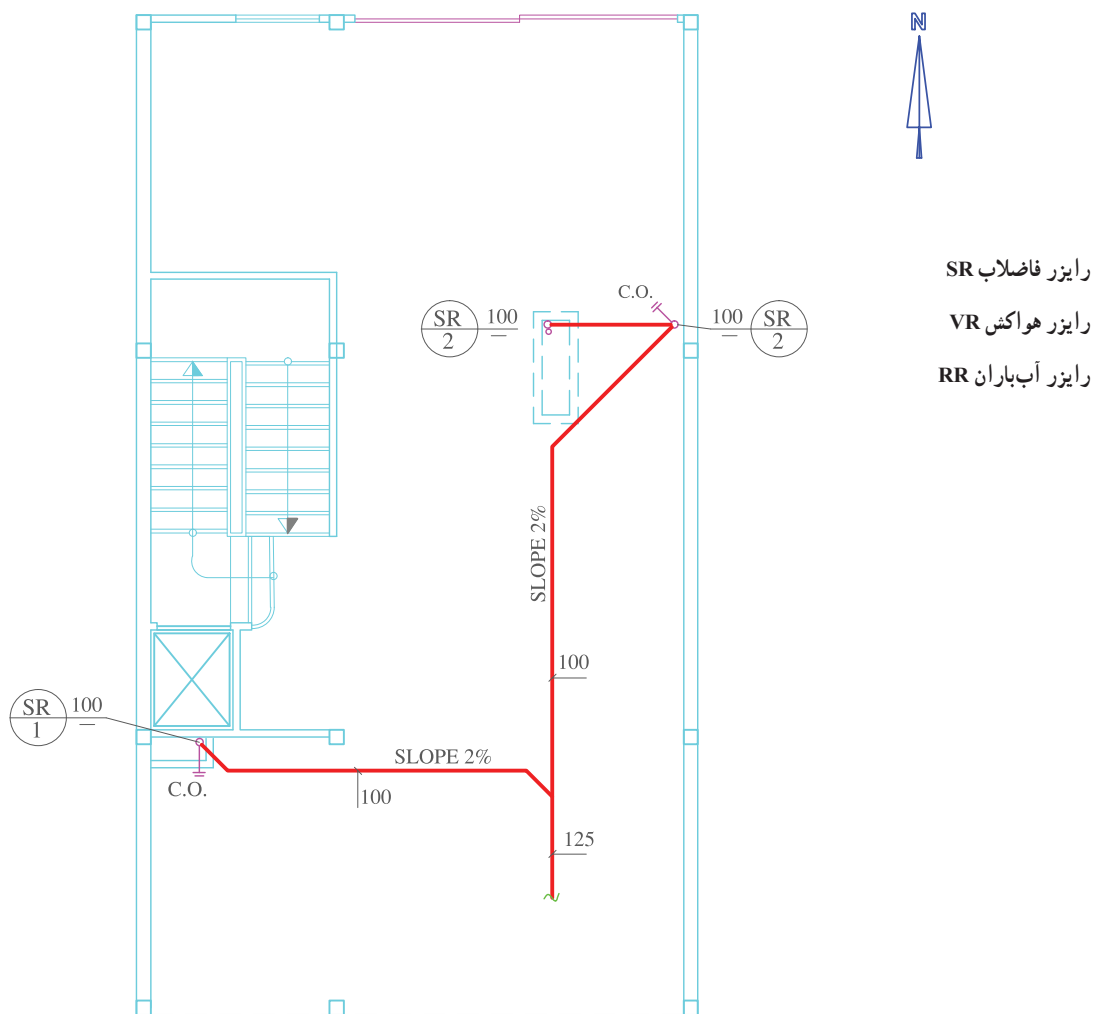 N
رایزر فاضلاب SR
رایزر هواکش VR
رایزر آب‌باران RR
C.O.
SR
2
100
100
SR
2
SLOPE 2%
100
SR
1
100
SLOPE 2%
C.O.
100
125